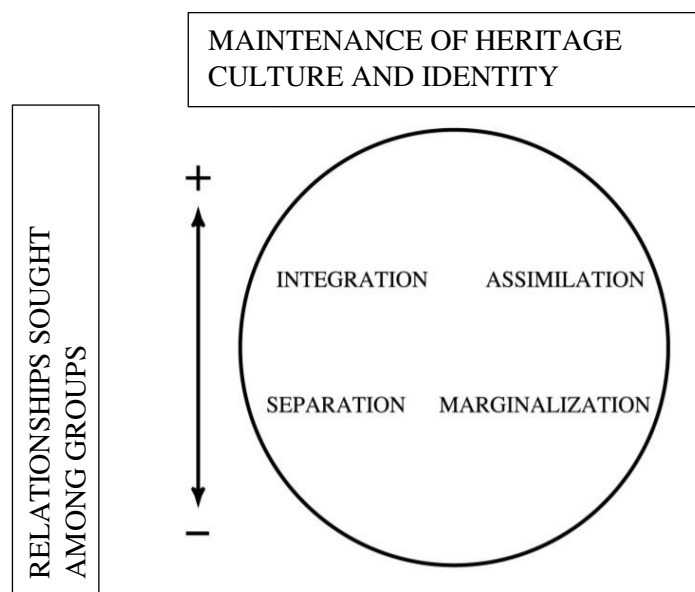 MAINTENANCE OF HERITAGE
CULTURE AND IDENTITY
RELATIONSHIPS SOUGHT
AMONG GROUPS
+
INTEGRATION ASSIMILATION
SEPARATION MARGINALIZATION
−